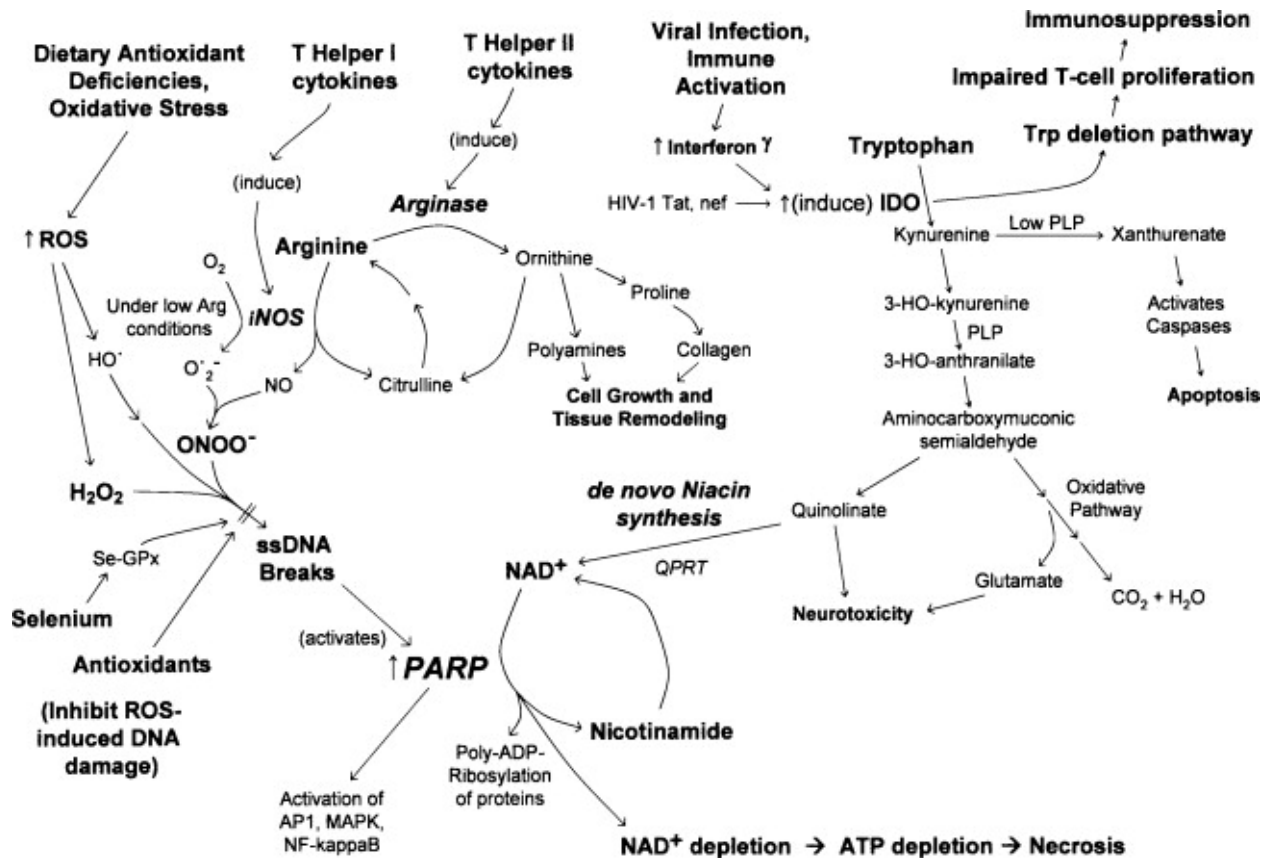 Dietary Antioxidant
Deficiencies,
Oxidative Stress
T Helper I
cytokines
T Helper II
cytokines
Viral Infection,
Immune
Activation
Immunosuppression
Impaired T-cell proliferation
Trp deletion pathway
(induce)
(induce)
↑ Interferon γ
Tryptophan
HIV-1 Tat, nef
↑(induce) IDO
Arginase
↑ROS
O₂
Arginine
Ornithine
Kynurenine
Low PLP
Xanthurenate
Under low Arg
conditions
iNOS
Proline
3-HO-kynurenine
PLP
Activates
Caspases
HO˙
O˙₂⁻
NO
Citrulline
Polyamines
Collagen
3-HO-anthranilate
Apoptosis
Cell Growth and
Tissue Remodeling
Aminocarboxymuconic
semialdehyde
ONOO⁻
H₂O₂
de novo Niacin
synthesis
Quinolinate
Oxidative
Pathway
Se-GPx
ssDNA
Breaks
NAD⁺
QPRT
Glutamate
CO₂ + H₂O
Selenium
Neurotoxicity
(activates)
Antioxidants
↑PARP
(Inhibit ROS-
induced DNA
damage)
Nicotinamide
Poly-ADP-
Ribosylation
of proteins
Activation of
AP1, MAPK,
NF-kappaB
NAD⁺ depletion → ATP depletion → Necrosis